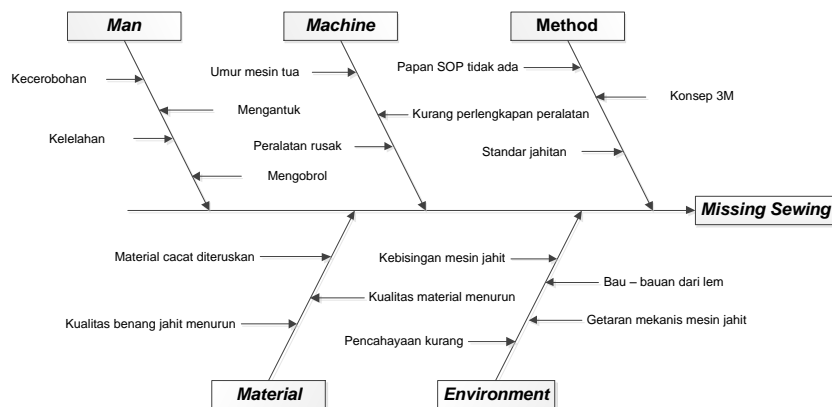 Man
Machine
Method
Kecerobohan
Umur mesin tua
Papan SOP tidak ada
Mengantuk
Kurang perlengkapan peralatan
Konsep 3M
Kelelahan
Peralatan rusak
Standar jahitan
Mengobrol
Missing Sewing
Material cacat diteruskan
Kebisingan mesin jahit
Bau – bauan dari lem
Kualitas material menurun
Kualitas benang jahit menurun
Getaran mekanis mesin jahit
Pencahayaan kurang
Material
Environment